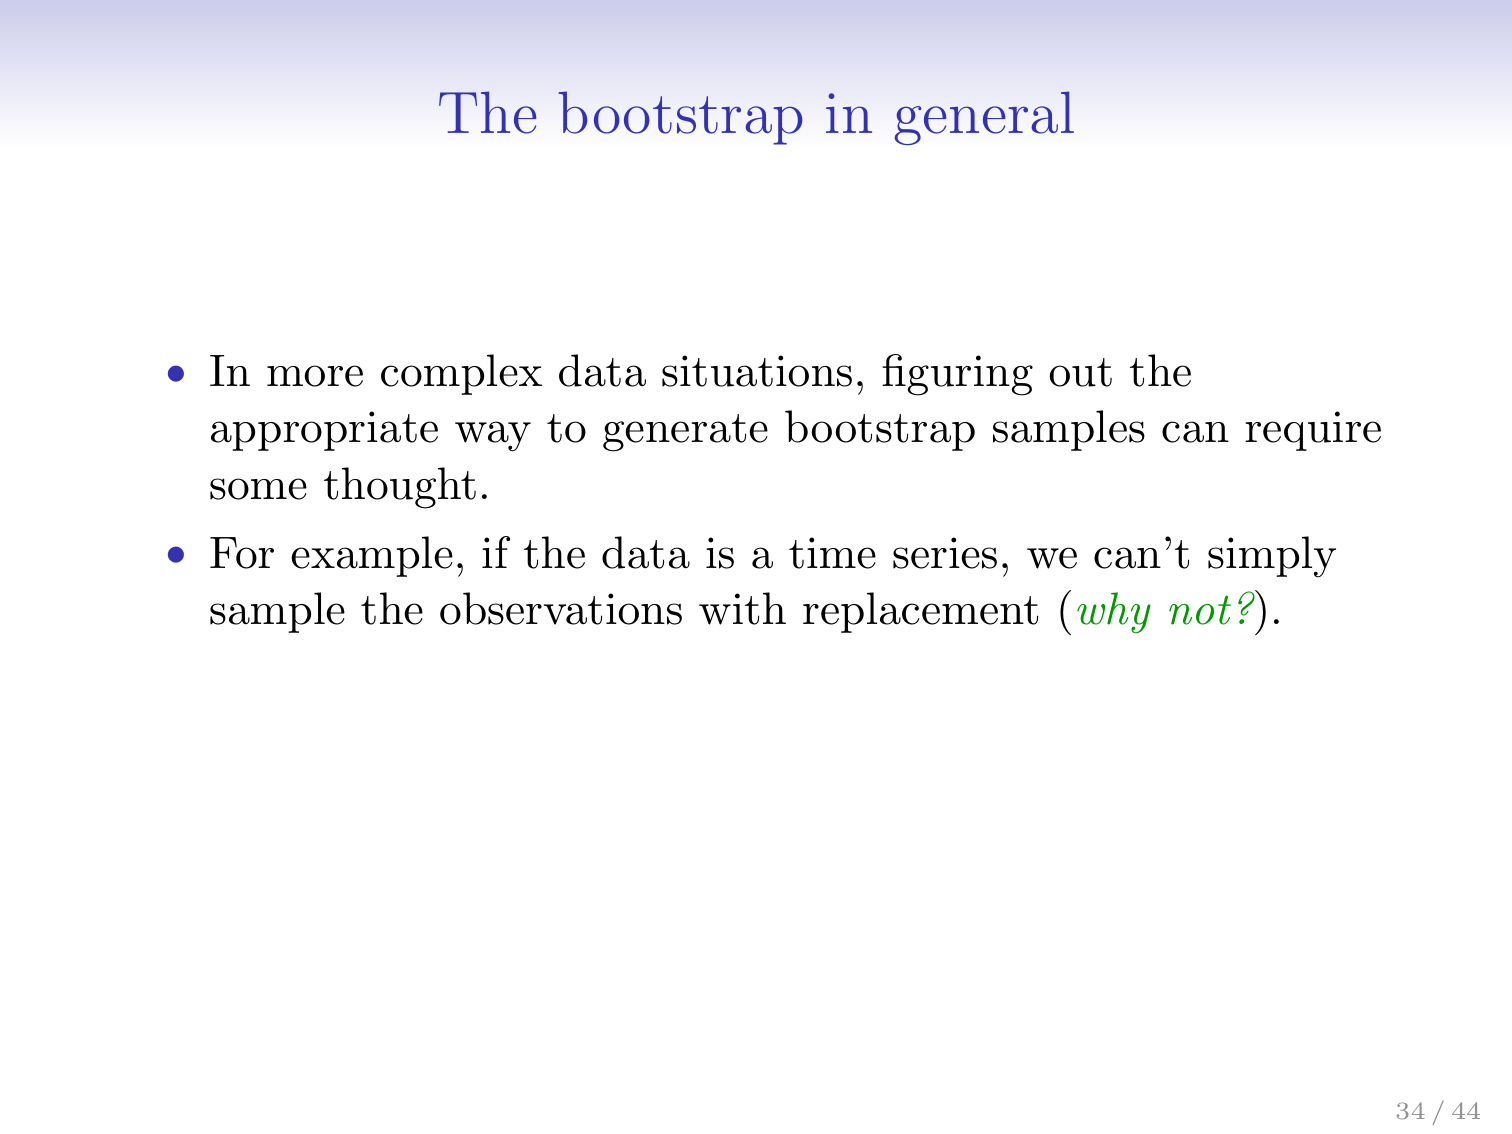 The bootstrap in general
• In more complex data situations, figuring out the
appropriate way to generate bootstrap samples can require
some thought.
• For example, if the data is a time series, we can't simply
sample the observations with replacement (why not?).
34 / 44